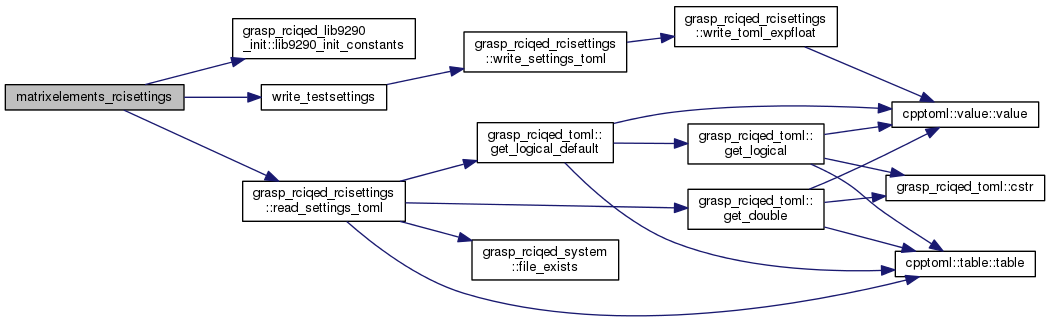 matrixelements_rcisettings
grasp_rciqed_lib9290
_init::lib9290_init_constants
write_testsettings
grasp_rciqed_rcisettings
::read_settings_toml
grasp_rciqed_rcisettings
::write_settings_toml
grasp_rciqed_toml::
get_logical_default
grasp_rciqed_system
::file_exists
grasp_rciqed_rcisettings
::write_toml_expfloat
grasp_rciqed_toml::
get_logical
grasp_rciqed_toml::
get_double
cpptoml::value::value
grasp_rciqed_toml::cstr
cpptoml::table::table